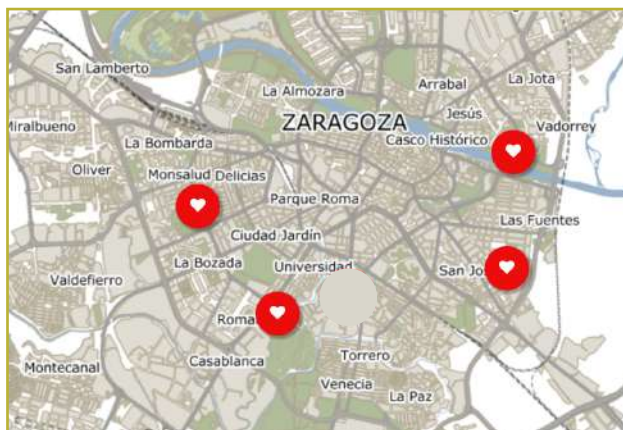 San Lamberto
La Jota
Arrabal
La Almozara
Jesús
ZARAGOZA
Miralbueno
Vadorrey
La Bombarda
Casco Histórico
Oliver
Monsalud Delicias
Parque Roma
Las Fuentes
Ciudad Jardín
La Bozada
Universidad
San Jo
Valdefierro
Roma
Casablanca
Torrero
Montecanal
Venecia
La Paz